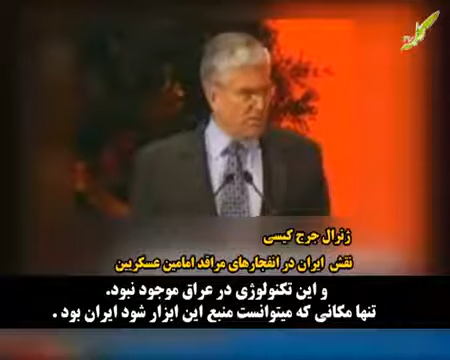 ژنرال جرج کیسی
نقش ایران در انفجارهای مراقد امامین عسکریین
و این تکنولوژی در عراق موجود نبود.
تنها مکانی که میتوانست منبع این ابزار شود ایران بود .